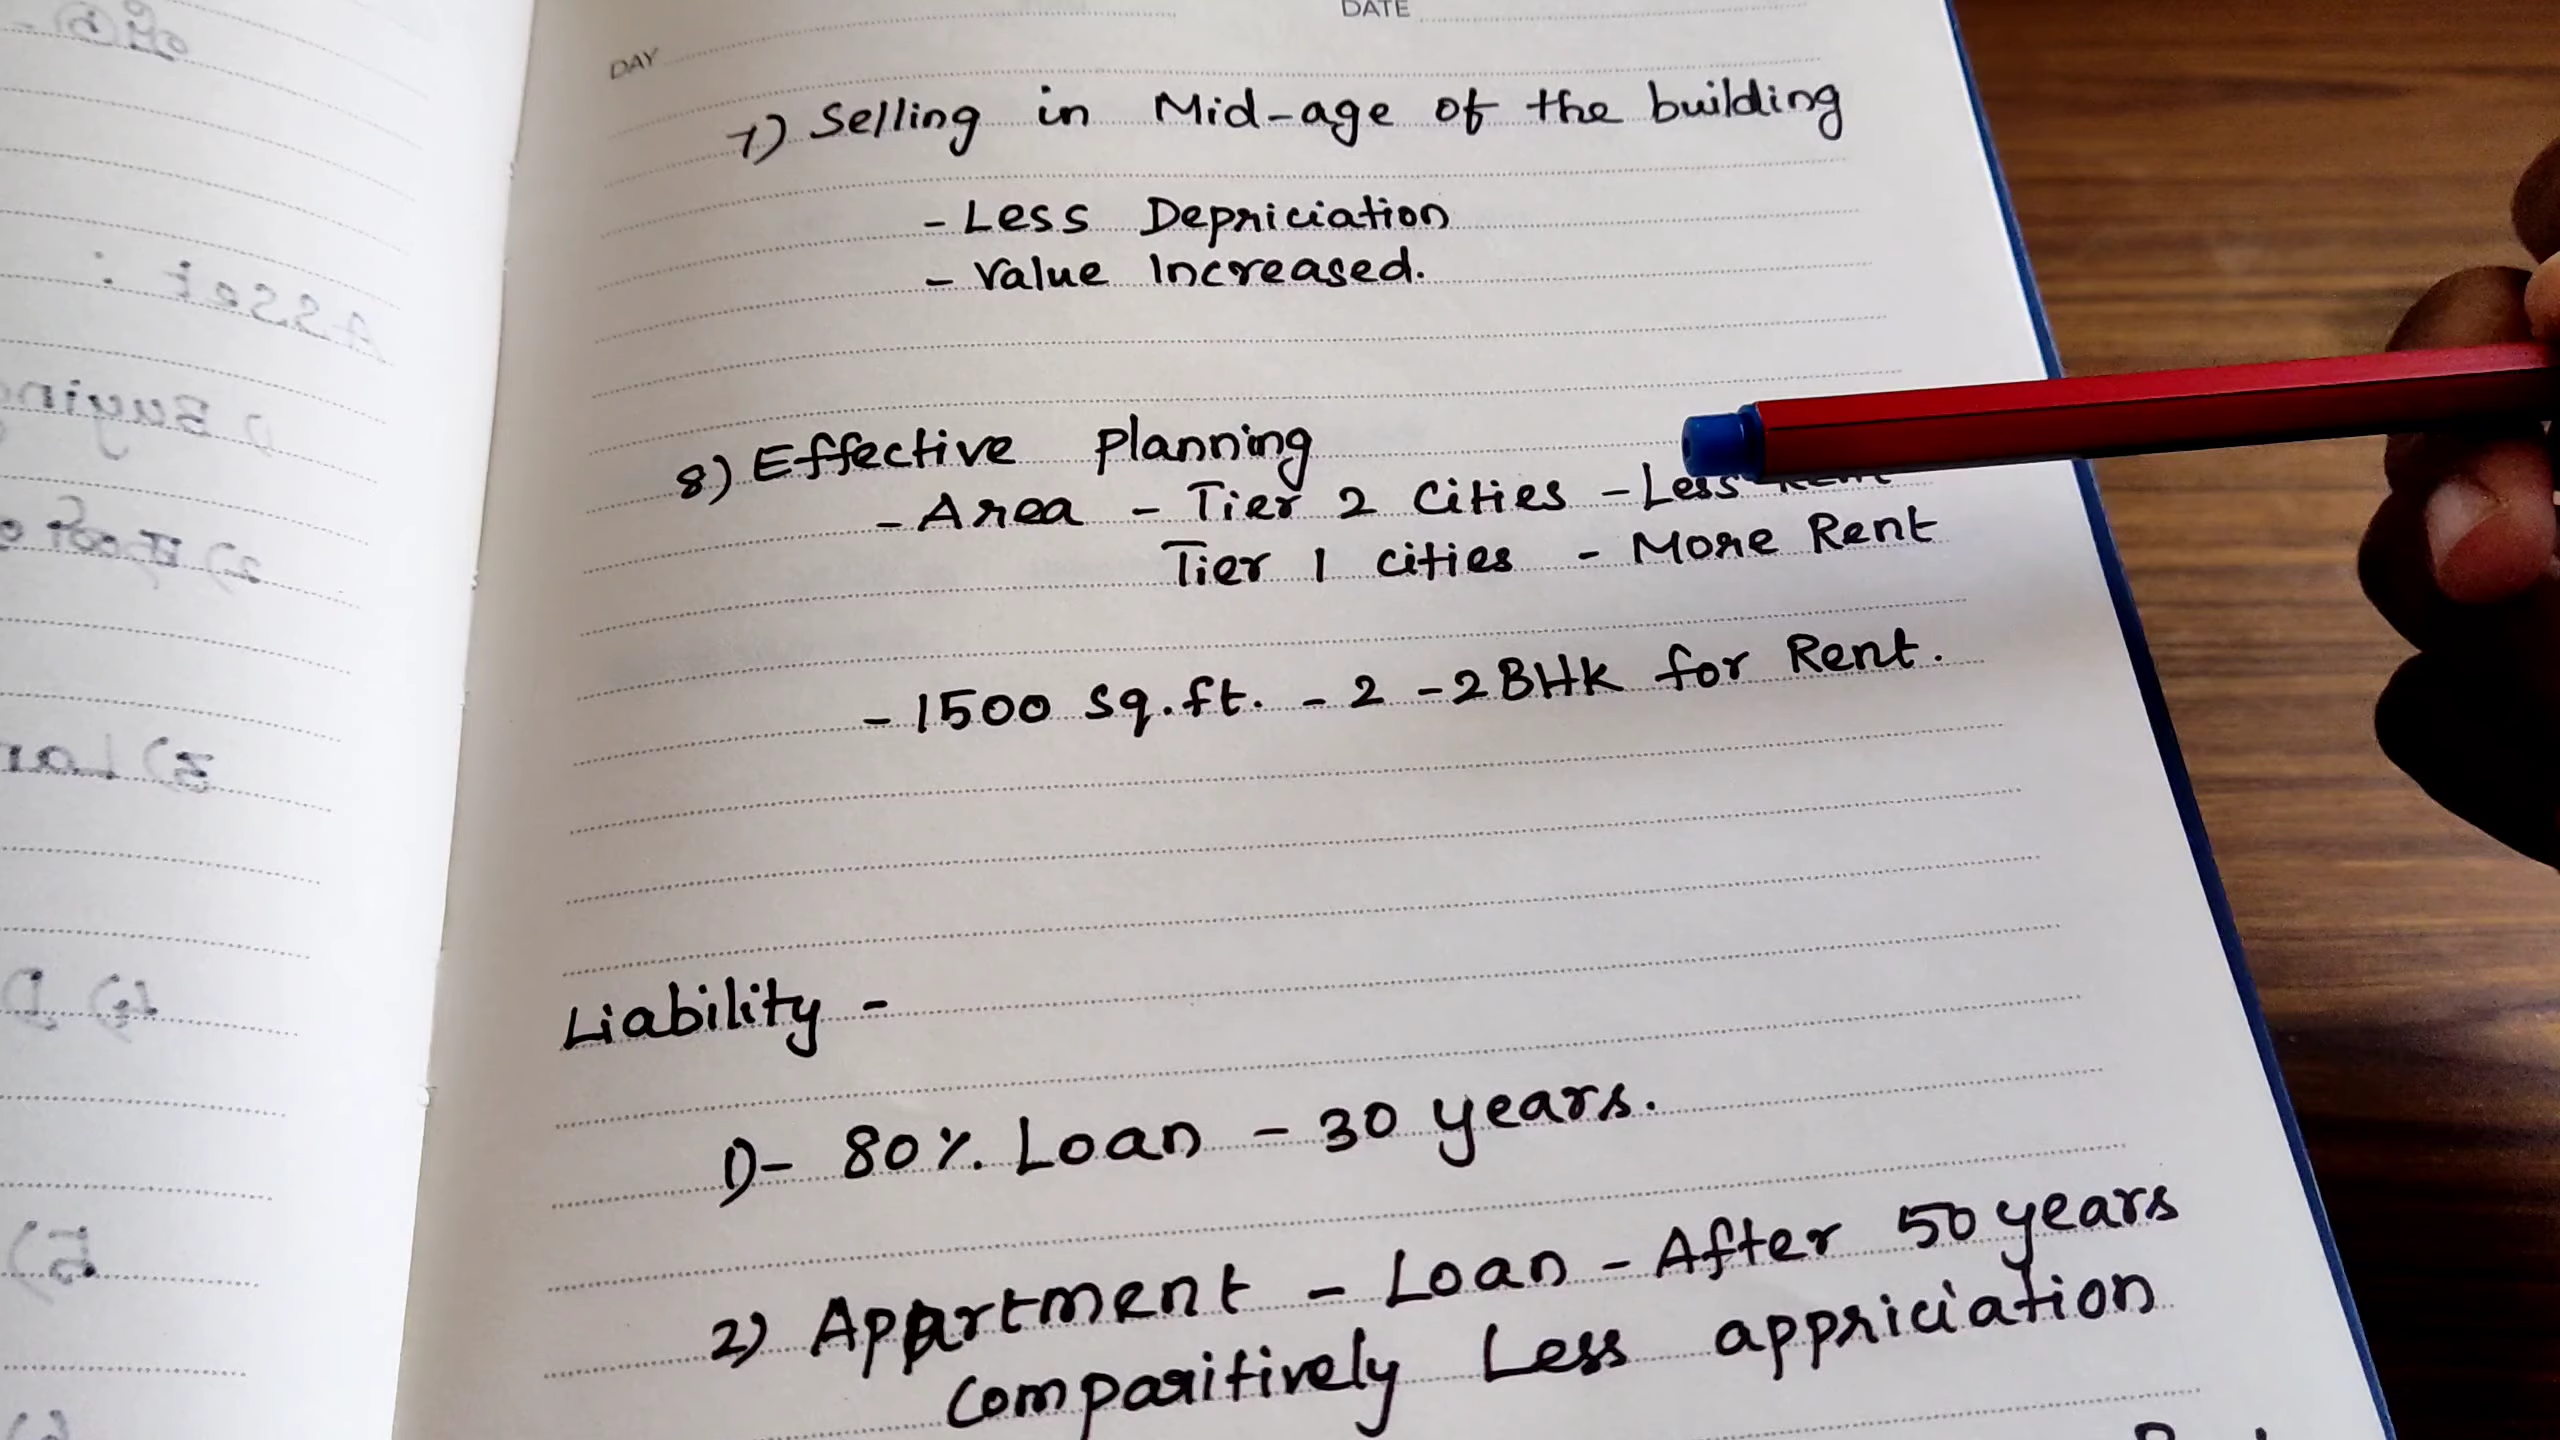 DAY
DATE
7) Selling in Mid-age of the building
- Less Depriciation
- Value Increased.
8) Effective planning
- Area - Tier 2 Cities - Less Rent
Tier 1 cities - More Rent
- 1500 sq.ft. - 2 - 2BHK for Rent.
Liability -
1) - 80% Loan - 30 years.
2) Appartment - Loan - After 50 years
Comparitively Less appriciation